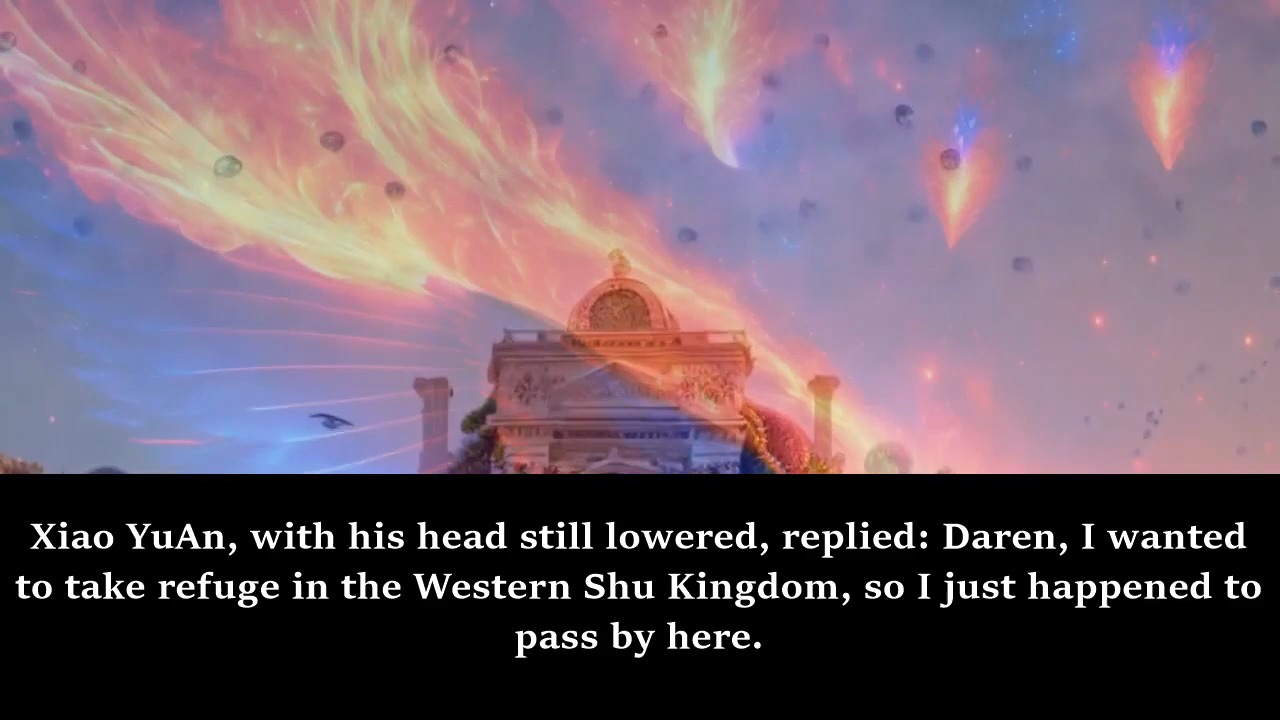 Xiao YuAn, with his head still lowered, replied: Daren, I wanted
to take refuge in the Western Shu Kingdom, so I just happened to
pass by here.